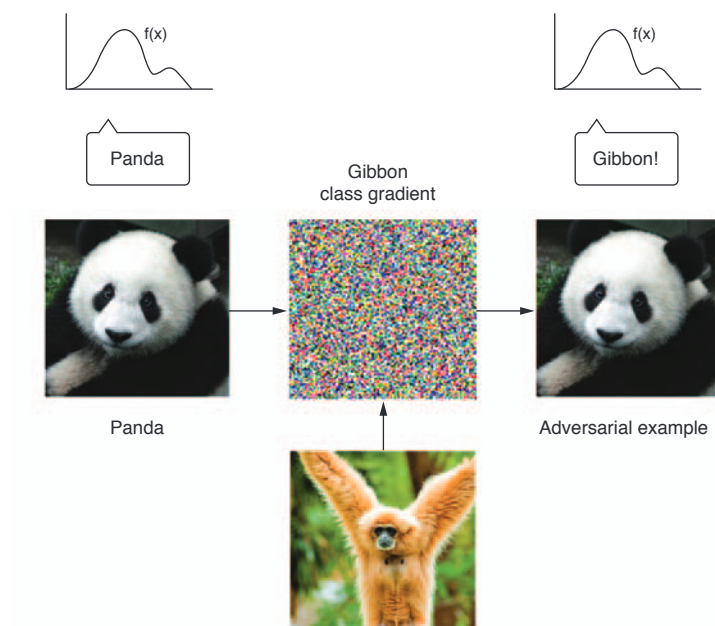 f(x)
f(x)
Panda
Gibbon!
Gibbon
class gradient
Panda
Adversarial example